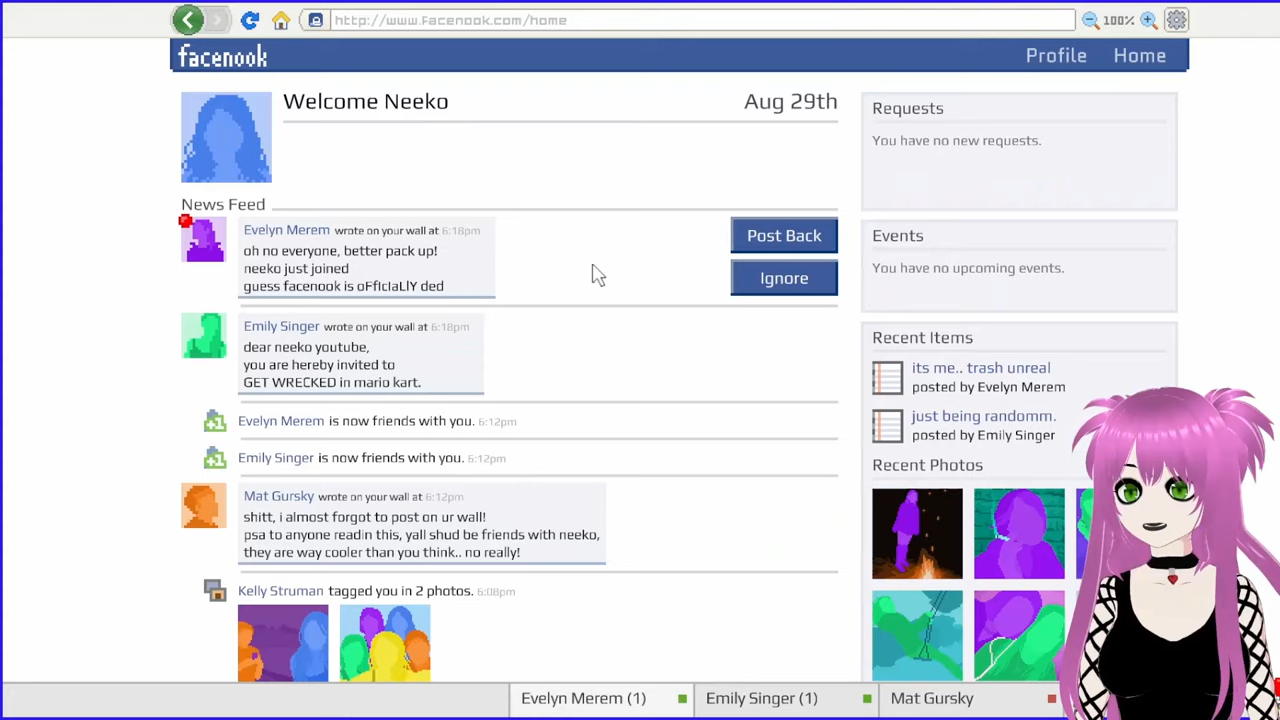 http://www.facenook.com/home
100%
facenook
Profile
Home
Welcome Neeko
Aug 29th
News Feed
Evelyn Merem wrote on your wall at 6:18pm
oh no everyone, better pack up!
neeko just joined
guess facenook is oFfIcIaLlY ded
Post Back
Ignore
Emily Singer wrote on your wall at 6:18pm
dear neeko youtube,
you are hereby invited to
GET WRECKED in mario kart.
Evelyn Merem is now friends with you. 6:12pm
Emily Singer is now friends with you. 6:12pm
Mat Gursky wrote on your wall at 6:12pm
shitt, i almost forgot to post on ur wall!
psa to anyone readin this, yall shud be friends with neeko,
they are way cooler than you think.. no really!
Kelly Struman tagged you in 2 photos. 6:08pm
Requests
You have no new requests.
Events
You have no upcoming events.
Recent Items
its me.. trash unreal
posted by Evelyn Merem
just being randomm.
posted by Emily Singer
Recent Photos
Evelyn Merem (1)
Emily Singer (1)
Mat Gursky